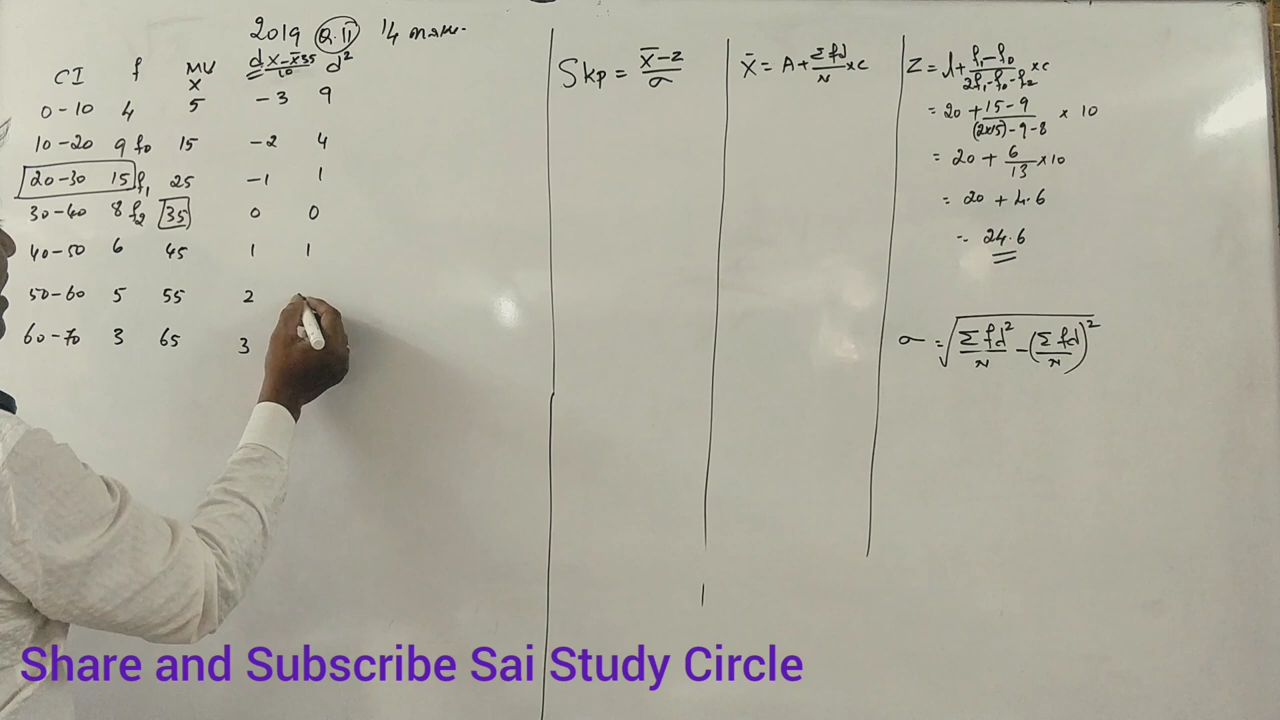 2019 Q.II 14 mark.
CI f MV X d X-X̄35/10 d²
0-10 4 5 -3 9
10-20 9 f₀ 15 -2 4
20-30 15 f₁ 25 -1 1
30-40 8 f₂ 35 0 0
40-50 6 45 1 1
50-60 5 55 2
60-70 3 65 3
Skp = x̄-z/σ
x̄ = A+Σfd/N×c
Z = l+f₁-f₀/2f₁-f₀-f₂×c
= 20+15-9/(2×15)-9-8 × 10
= 20+6/13×10
= 20+4.6
= 24.6
σ = √Σfd²/N-(Σfd/N)²
Share and Subscribe Sai Study Circle